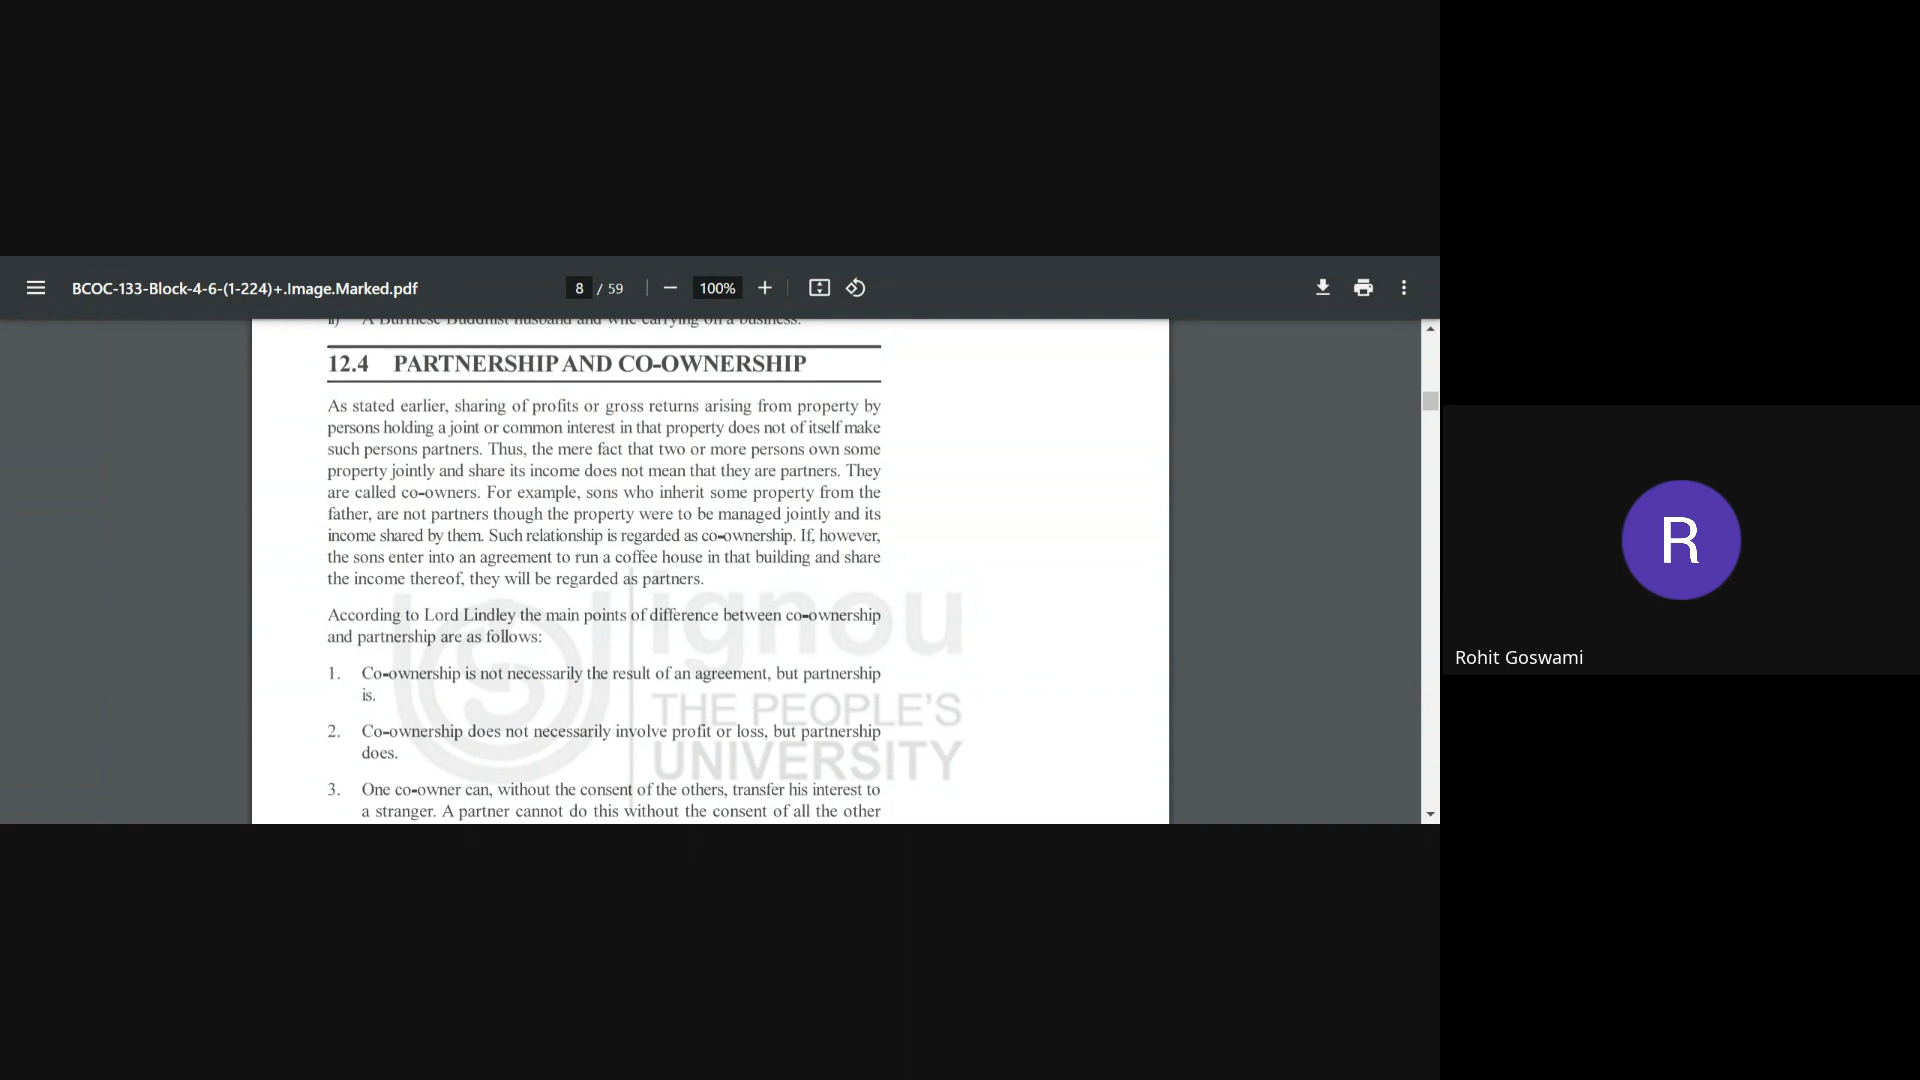 BCOC-133-Block-4-6-(1-224)+.Image.Marked.pdf
8 / 59
100%
ii) A Burmese Buddhist husband and wife carrying on a business.
12.4 PARTNERSHIP AND CO-OWNERSHIP
As stated earlier, sharing of profits or gross returns arising from property by
persons holding a joint or common interest in that property does not of itself make
such persons partners. Thus, the mere fact that two or more persons own some
property jointly and share its income does not mean that they are partners. They
are called co-owners. For example, sons who inherit some property from the
father, are not partners though the property were to be managed jointly and its
income shared by them. Such relationship is regarded as co-ownership. If, however,
the sons enter into an agreement to run a coffee house in that building and share
the income thereof, they will be regarded as partners.
According to Lord Lindley the main points of difference between co-ownership
and partnership are as follows:
1. Co-ownership is not necessarily the result of an agreement, but partnership
is.
2. Co-ownership does not necessarily involve profit or loss, but partnership
does.
3. One co-owner can, without the consent of the others, transfer his interest to
a stranger. A partner cannot do this without the consent of all the other
ignou
THE PEOPLE'S
UNIVERSITY
R
Rohit Goswami